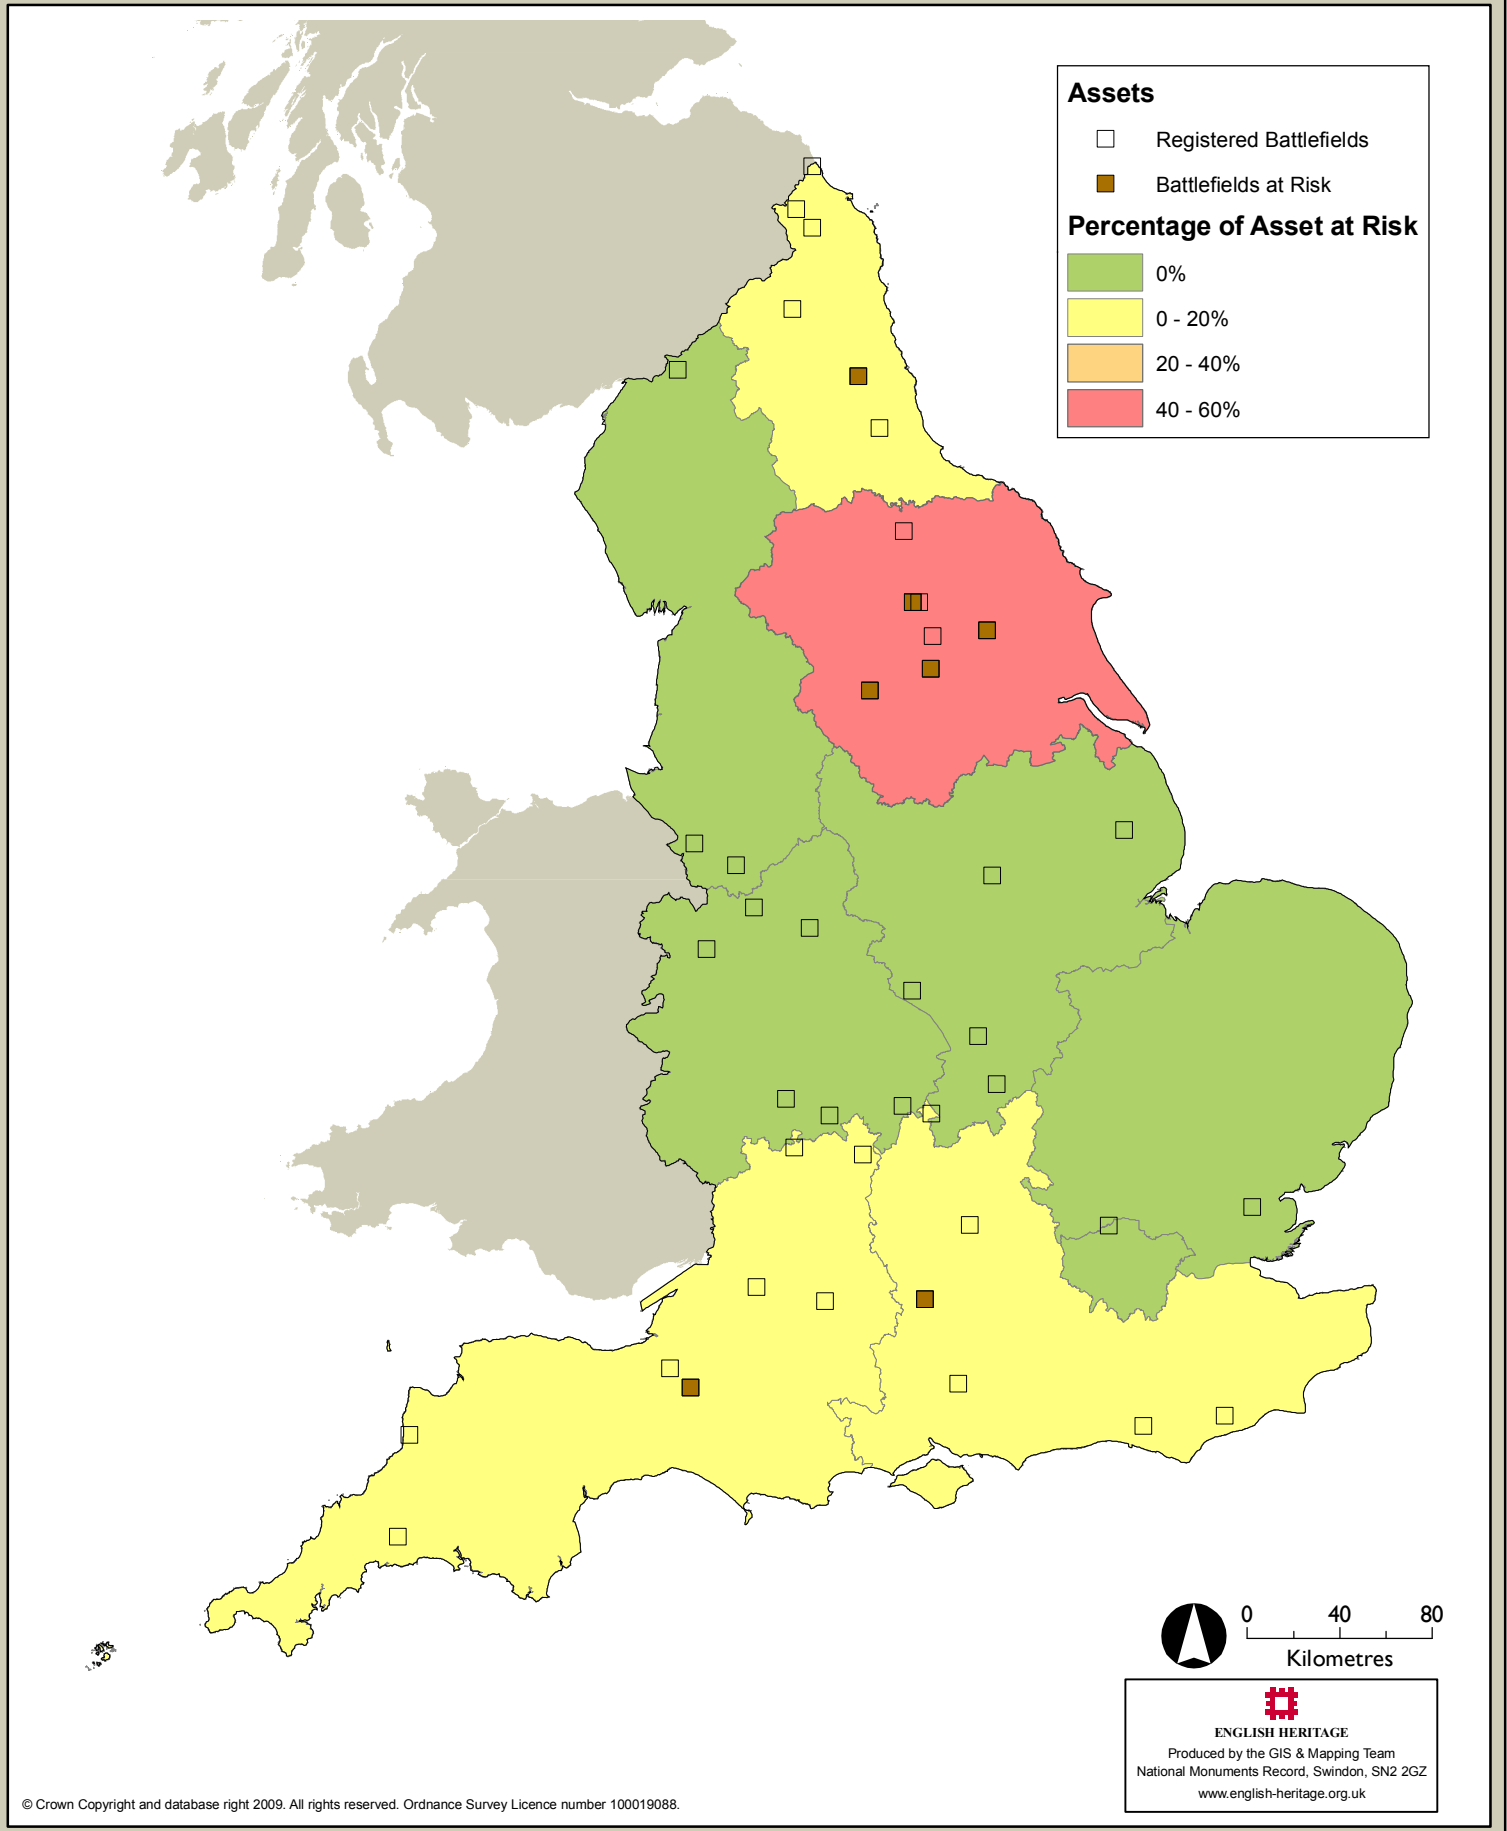 Assets
Registered Battlefields
Battlefields at Risk
Percentage of Asset at Risk
0%
0 - 20%
20 - 40%
40 - 60%
0 40 80
Kilometres
ENGLISH HERITAGE
Produced by the GIS & Mapping Team
National Monuments Record, Swindon, SN2 2GZ
www.english-heritage.org.uk
© Crown Copyright and database right 2009. All rights reserved. Ordnance Survey Licence number 100019088.